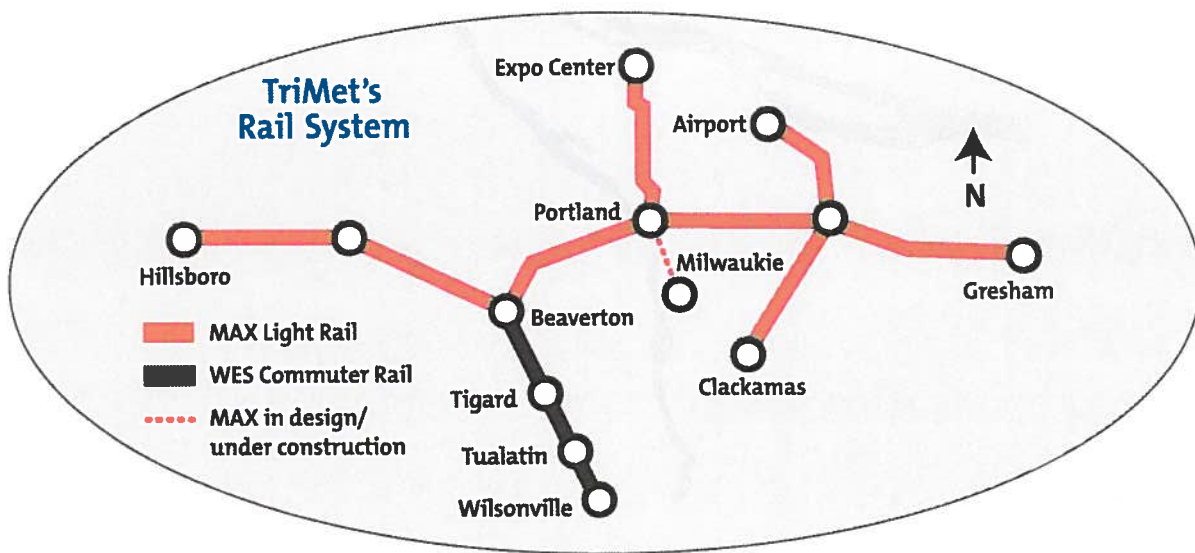 TriMet's
Rail System
Expo Center
Airport
N
Portland
Milwaukie
Hillsboro
Gresham
Beaverton
MAX Light Rail
WES Commuter Rail
Clackamas
Tigard
MAX in design/
under construction
Tualatin
Wilsonville